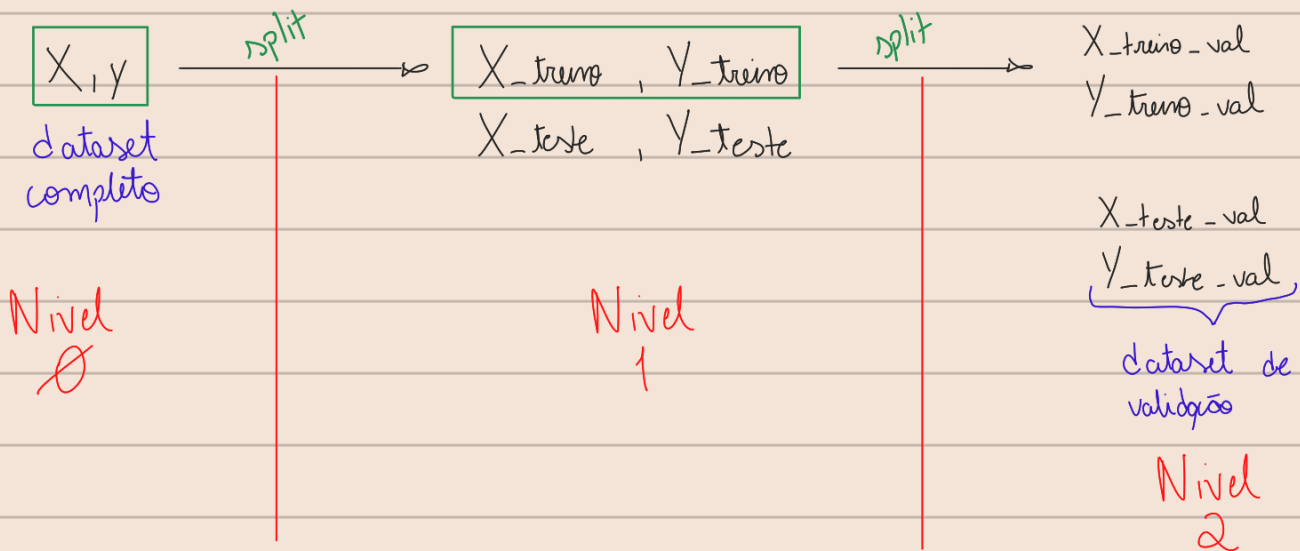 X, y
dataset
completo
Nivel
0
split
X_treino , Y_treino
X_teste , Y_teste
Nivel
1
split
X_treino_val
Y_treino_val
X_teste_val
Y_teste_val
dataset de
validação
Nivel
2